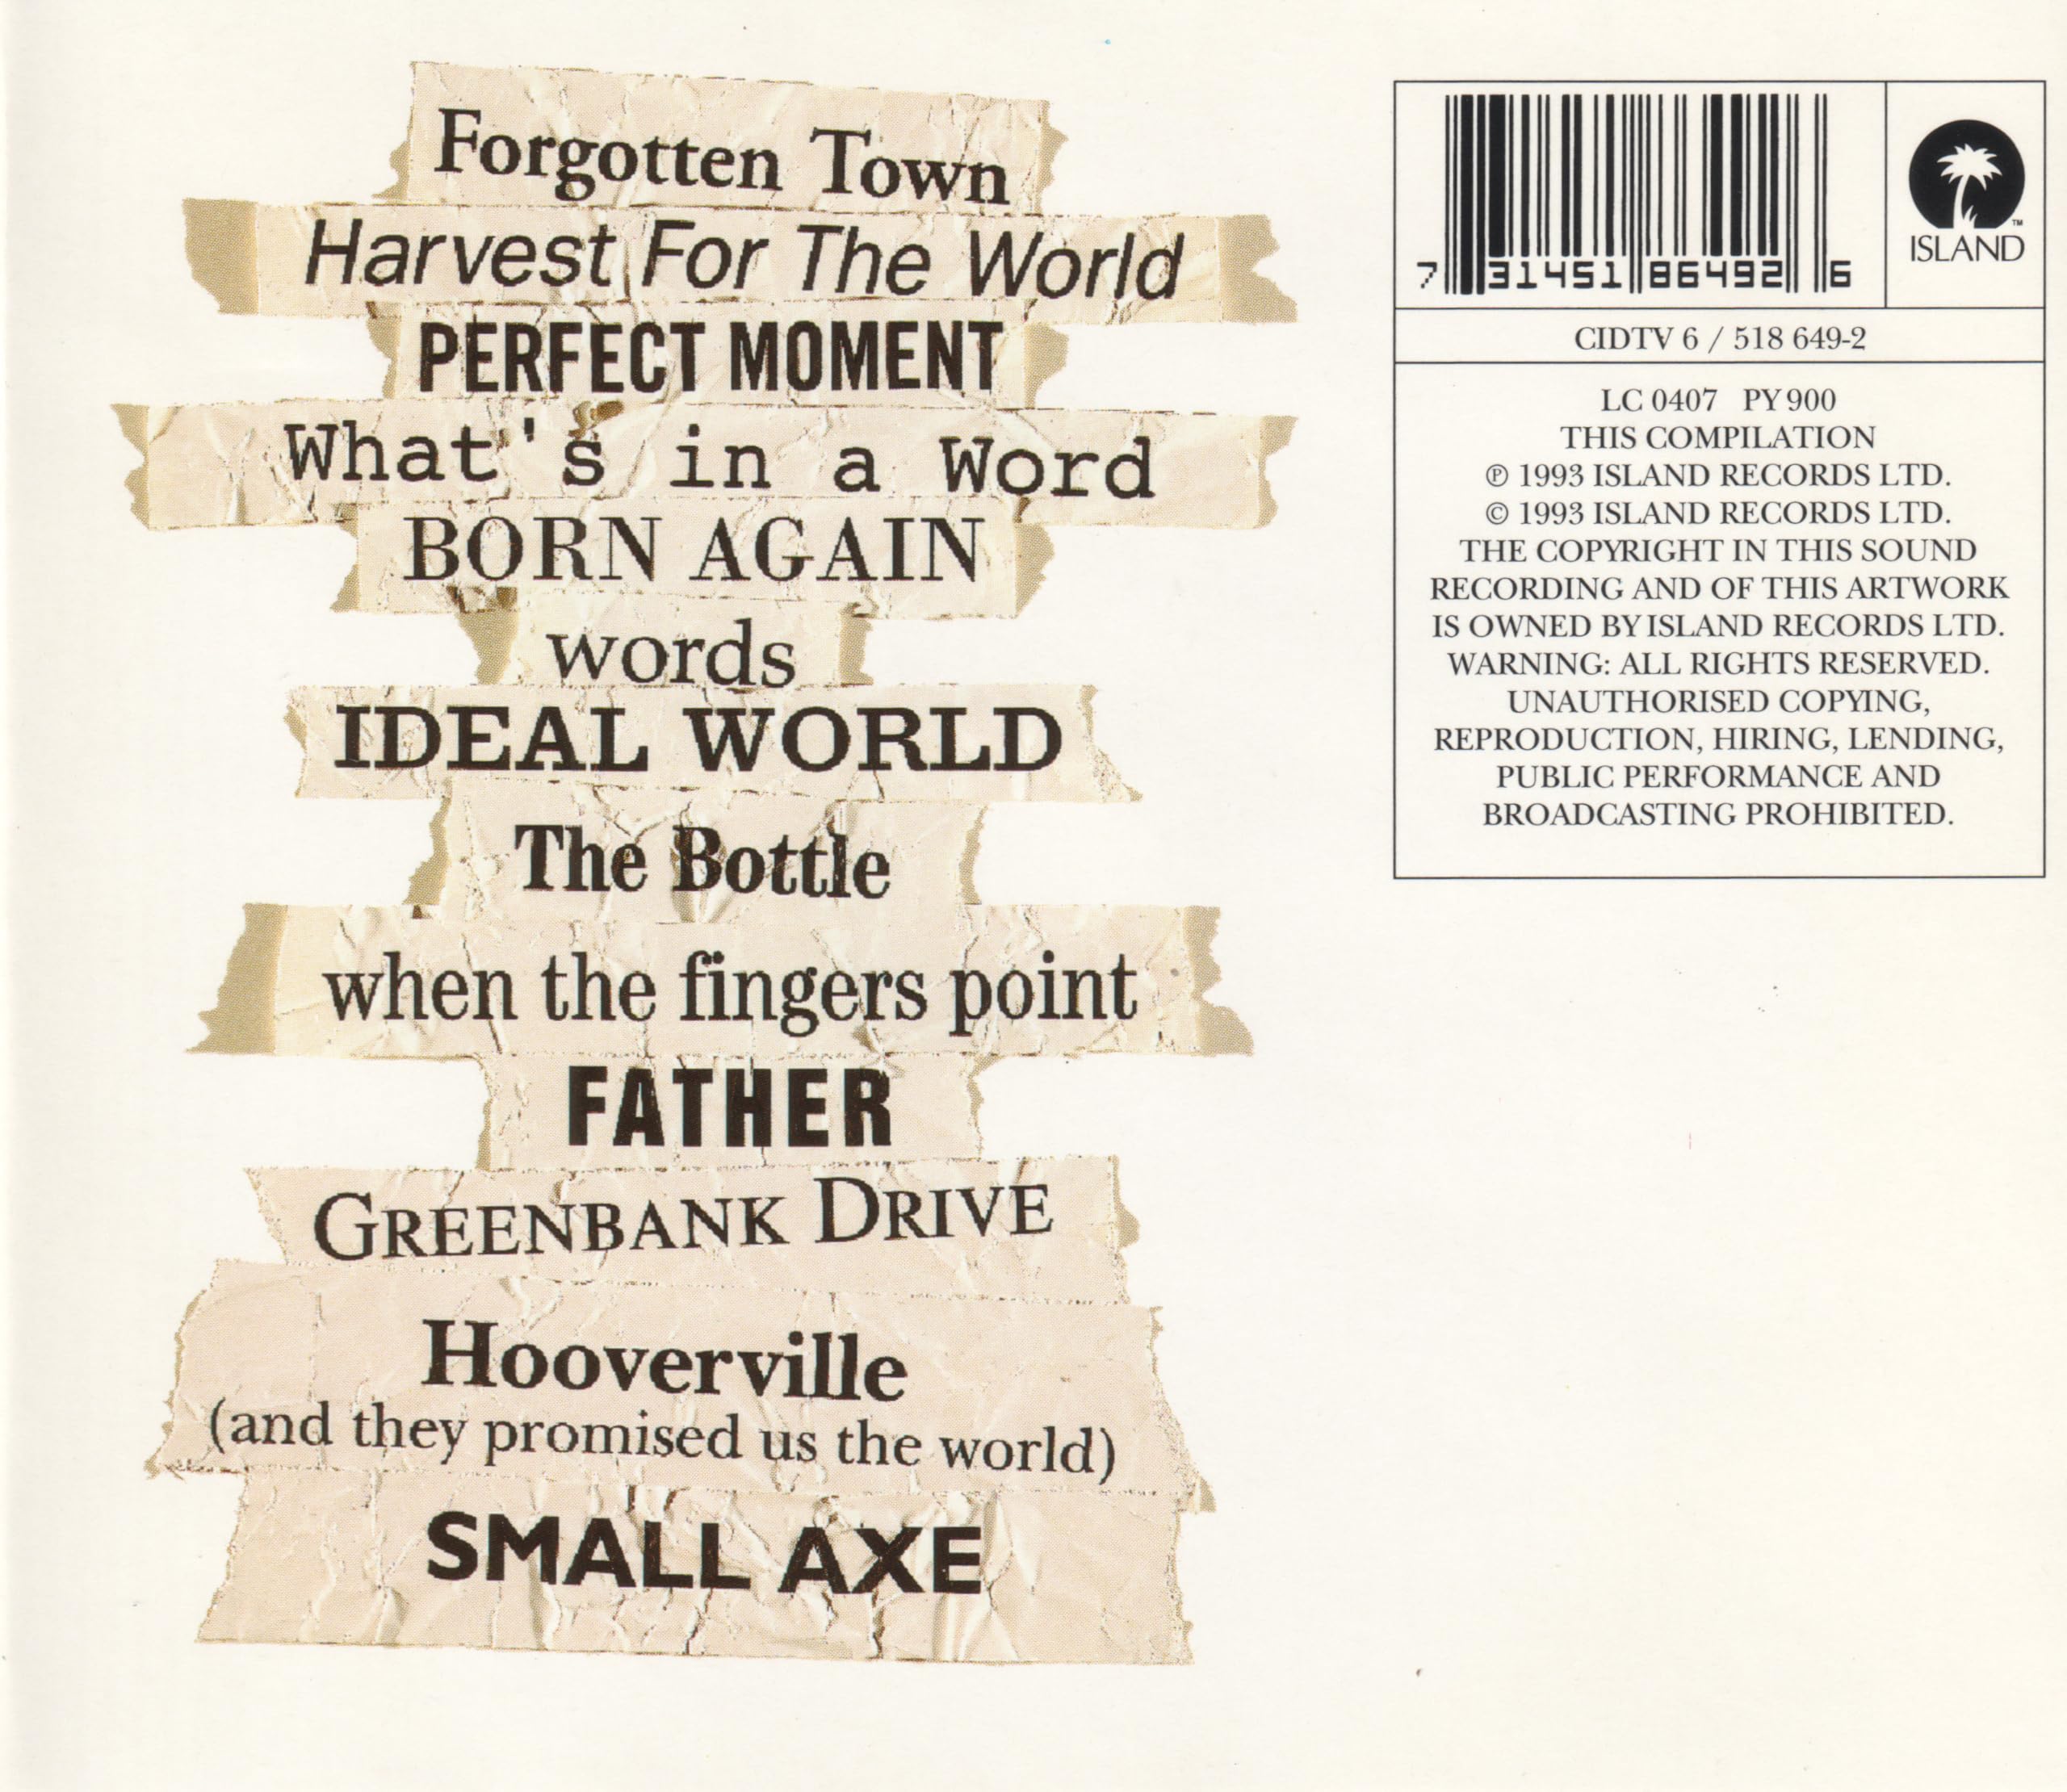 Forgotten Town
Harvest For The World
PERFECT MOMENT
What's in a Word
BORN AGAIN
words
IDEAL WORLD
The Bottle
when the fingers point
FATHER
GREENBANK DRIVE
Hooverville
(and they promised us the world)
SMALL AXE
7 31451 86492 6
ISLAND
TM
CIDTV 6 / 518 649-2
LC 0407 PY 900
THIS COMPILATION
℗ 1993 ISLAND RECORDS LTD.
© 1993 ISLAND RECORDS LTD.
THE COPYRIGHT IN THIS SOUND
RECORDING AND OF THIS ARTWORK
IS OWNED BY ISLAND RECORDS LTD.
WARNING: ALL RIGHTS RESERVED.
UNAUTHORISED COPYING,
REPRODUCTION, HIRING, LENDING,
PUBLIC PERFORMANCE AND
BROADCASTING PROHIBITED.